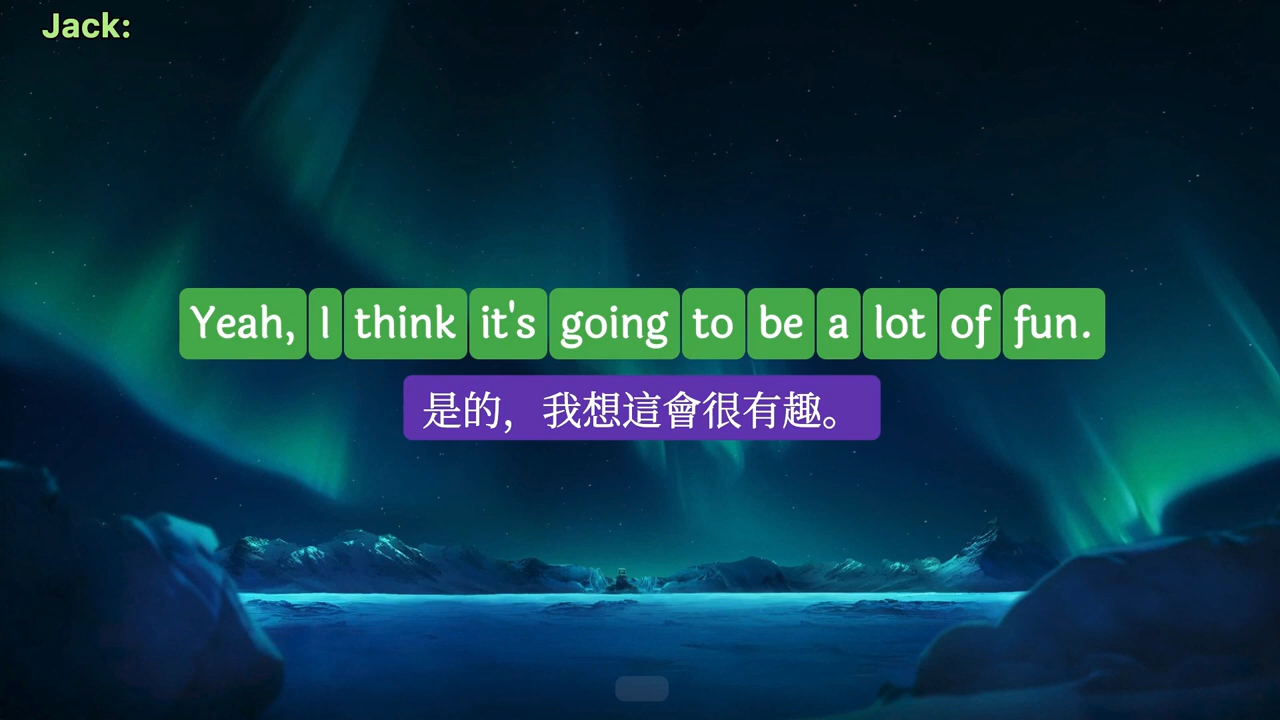 Jack:
Yeah, I think it's going to be a lot of fun.
是的，我想這會很有趣。